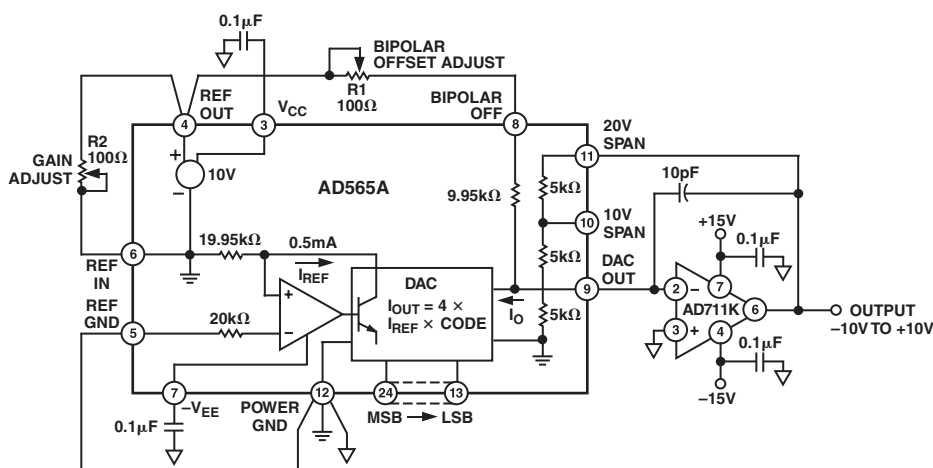 0.1µF
BIPOLAR
OFFSET ADJUST
R1
100Ω
REF
OUT
VCC
BIPOLAR
OFF
4
3
8
20V
SPAN
11
R2
100Ω
GAIN
ADJUST
+
10V
–
AD565A
9.95kΩ
5kΩ
10pF
10
10V
SPAN
+15V
0.1µF
6
REF
IN
19.95kΩ
0.5mA
IREF
5kΩ
DAC
OUT
9
DAC
IOUT = 4 ×
IREF × CODE
IO
REF
GND
5
20kΩ
+
–
5kΩ
2
–
7
AD711K
6
3
+
4
OUTPUT
–10V TO +10V
0.1µF
–15V
7
–VEE
0.1µF
POWER
GND
12
24
13
MSB
LSB